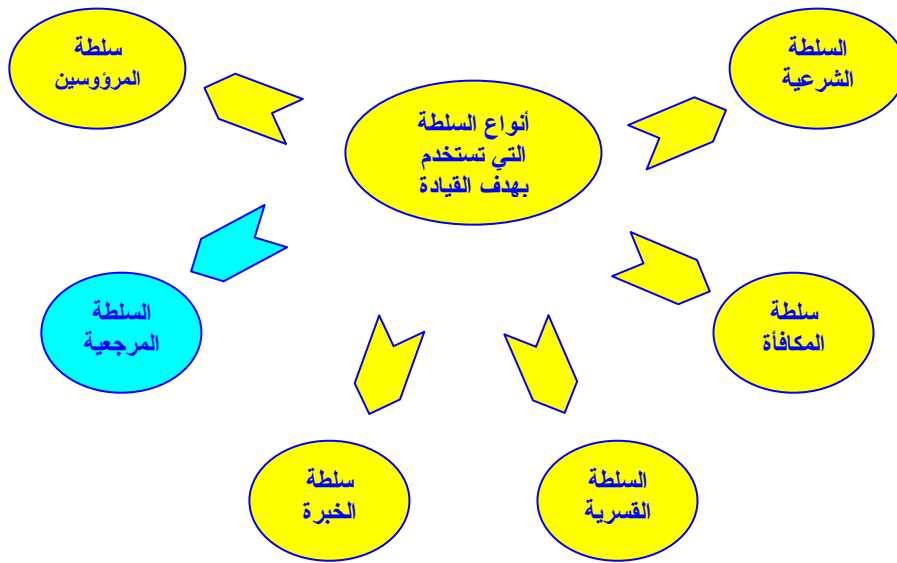 أنواع السلطة
التي تستخدم
بهدف القيادة
السلطة
الشرعية
سلطة
المكافأة
السلطة
القسرية
سلطة
الخبرة
السلطة
المرجعية
سلطة
المرؤوسين